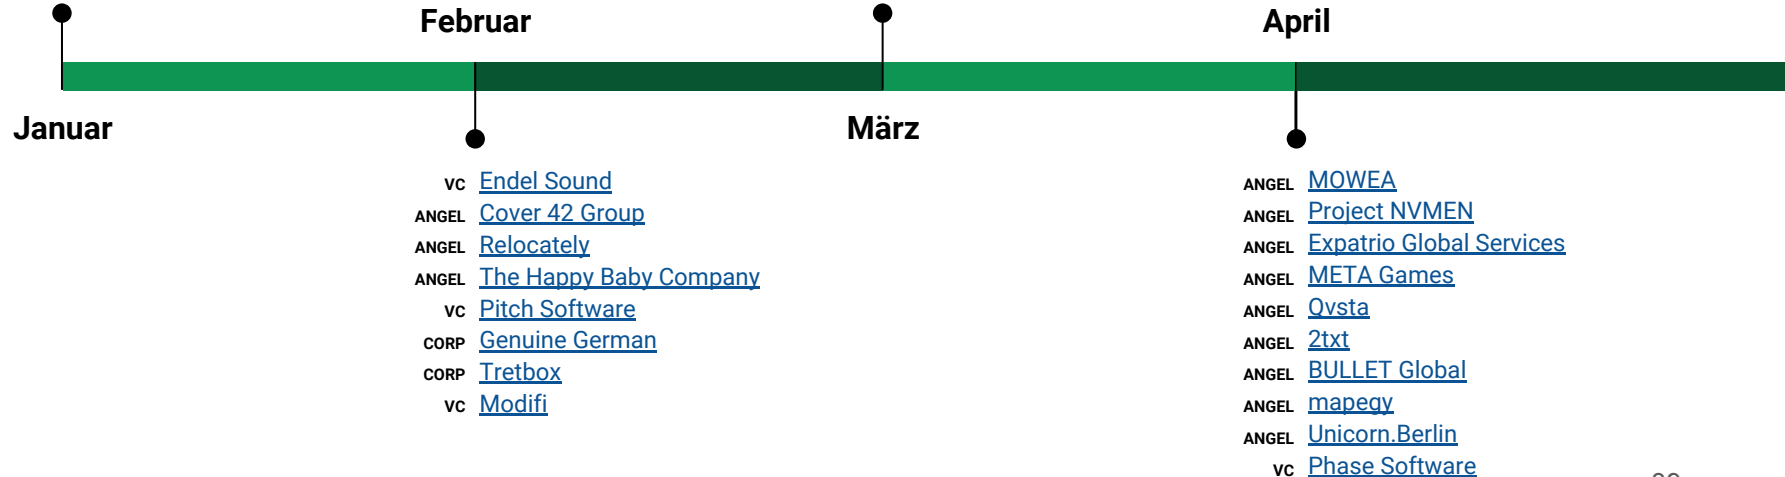 Februar
April
Januar
März
VC Endel Sound
ANGEL Cover 42 Group
ANGEL Relocately
ANGEL The Happy Baby Company
VC Pitch Software
CORP Genuine German
CORP Tretbox
VC Modifi
ANGEL MOWEA
ANGEL Project NVMEN
ANGEL Expatrio Global Services
ANGEL META Games
ANGEL Qvsta
ANGEL 2txt
ANGEL BULLET Global
ANGEL mapegy
ANGEL Unicorn.Berlin
VC Phase Software